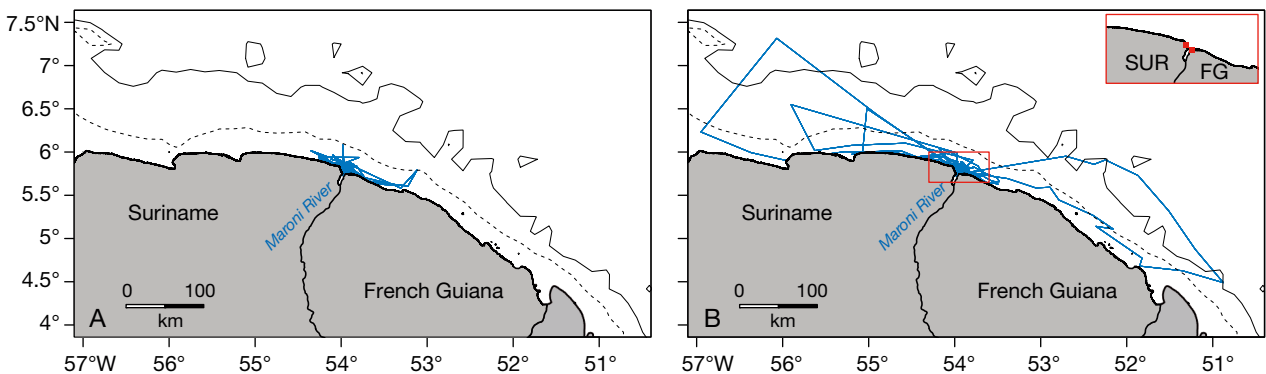 7.5°N
7°
6.5°
6°
5.5°
5°
4.5°
4°
Suriname
Maroni River
French Guiana
0 100
km
A
57°W 56° 55° 54° 53° 52° 51°
SUR
FG
Suriname
Maroni River
French Guiana
0 100
km
B
57°W 56° 55° 54° 53° 52° 51°